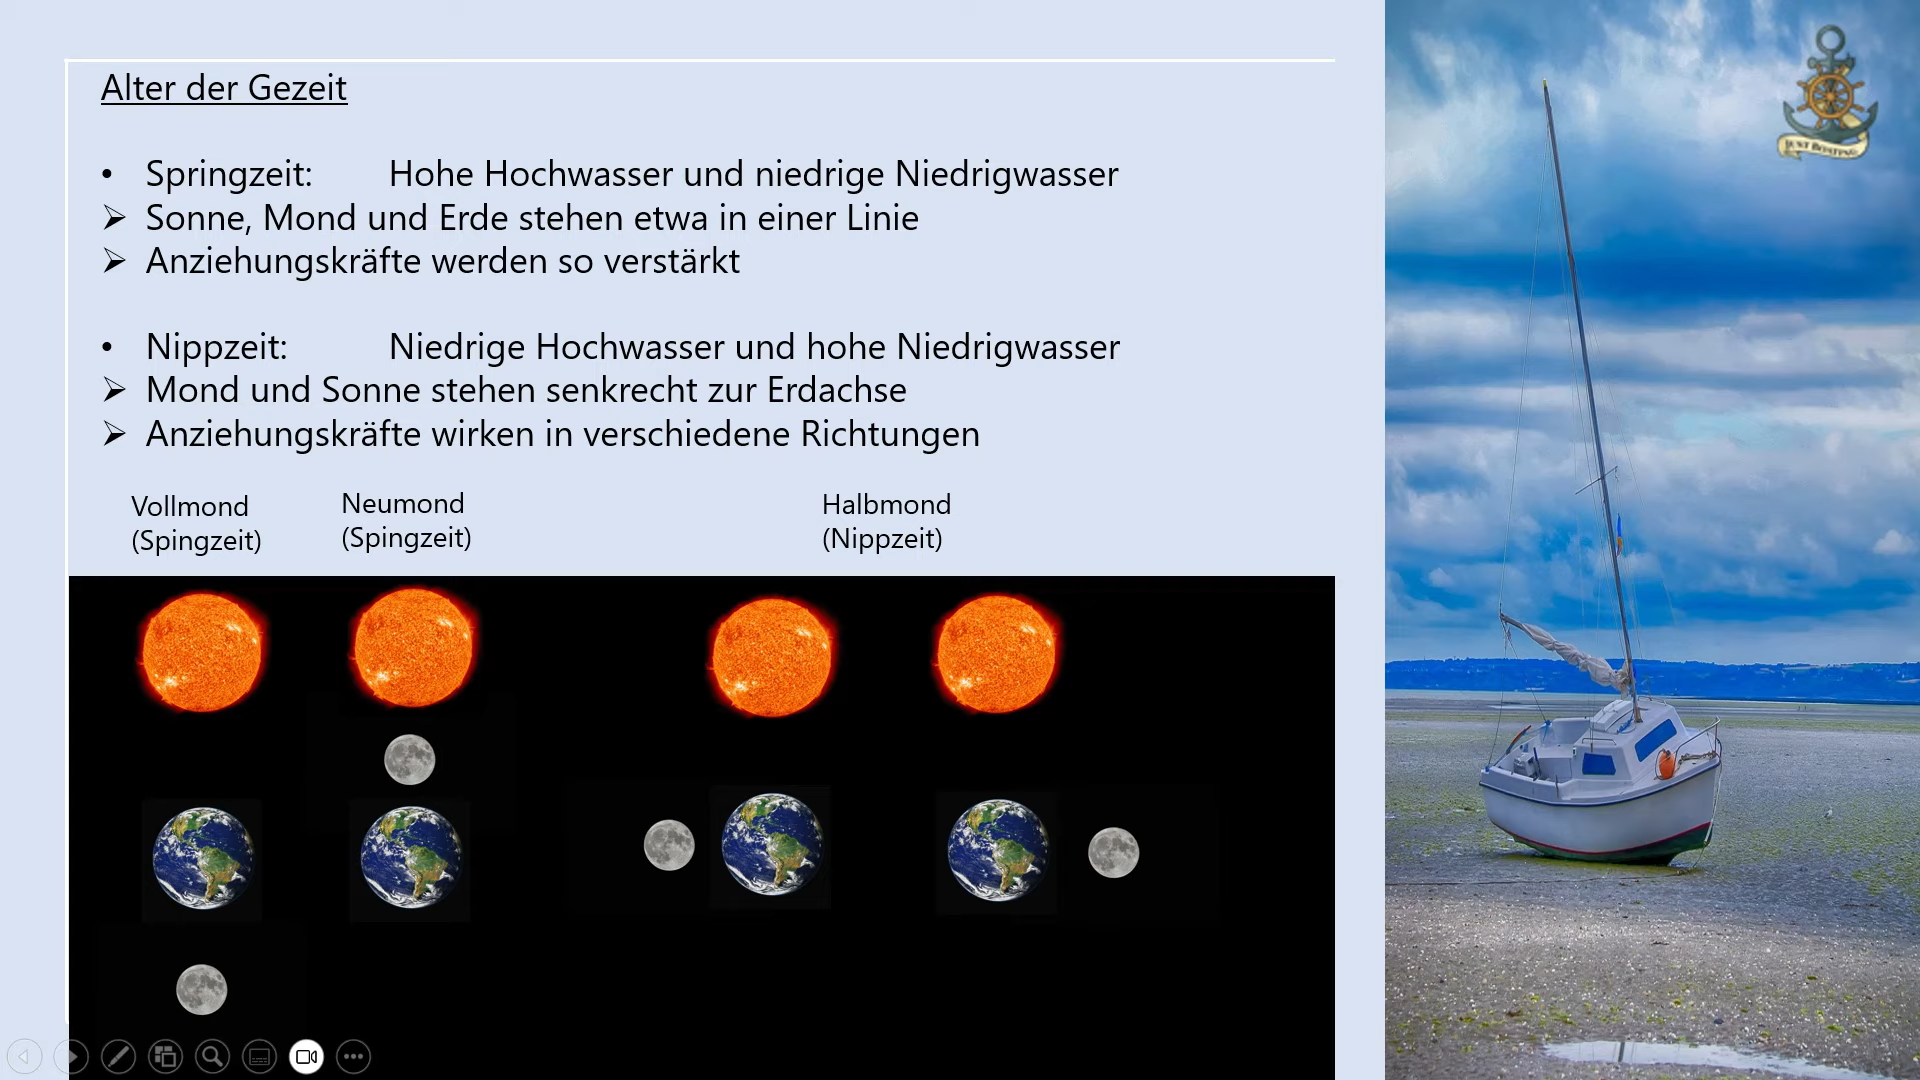 Alter der Gezeit
• Springzeit: Hohe Hochwasser und niedrige Niedrigwasser
➢ Sonne, Mond und Erde stehen etwa in einer Linie
➢ Anziehungskräfte werden so verstärkt
• Nippzeit: Niedrige Hochwasser und hohe Niedrigwasser
➢ Mond und Sonne stehen senkrecht zur Erdachse
➢ Anziehungskräfte wirken in verschiedene Richtungen
Vollmond
(Spingzeit)
Neumond
(Spingzeit)
Halbmond
(Nippzeit)
JUST BOATING